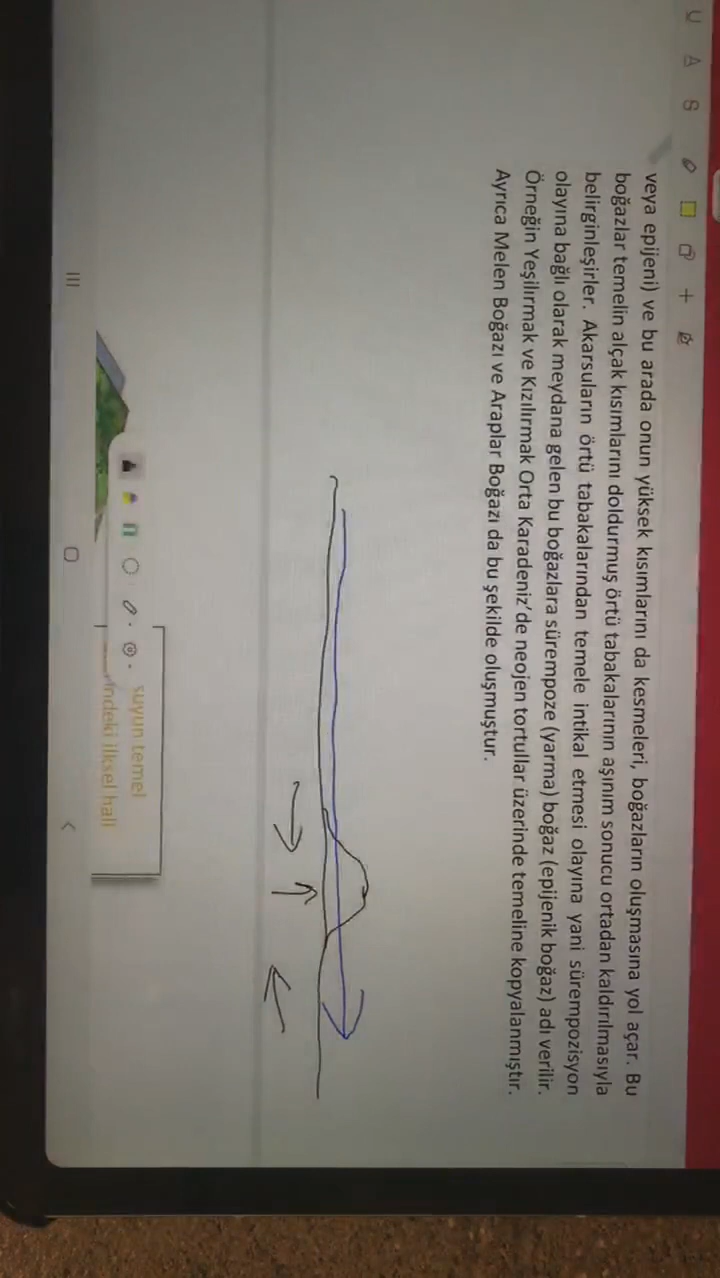 veya epijeni) ve bu arada onun yüksek kısımlarını da kesmeleri, boğazların oluşmasına yol açar. Bu
boğazlar temelin alçak kısımlarını doldurmuş örtü tabakalarının aşınım sonucu ortadan kaldırılmasıyla
belirginleşirler. Akarsuların örtü tabakalarından temele intikal etmesi olayına yani sürempozisyon
olayına bağlı olarak meydana gelen bu boğazlara sürempoze (yarma) boğaz (epijenik boğaz) adı verilir.
Örneğin Yeşilırmak ve Kızılırmak Orta Karadeniz’de neojen tortullar üzerinde temeline kopyalanmıştır.
Ayrıca Melen Boğazı ve Araplar Boğazı da bu şekilde oluşmuştur.
suyun temel
indeki ilksel hali